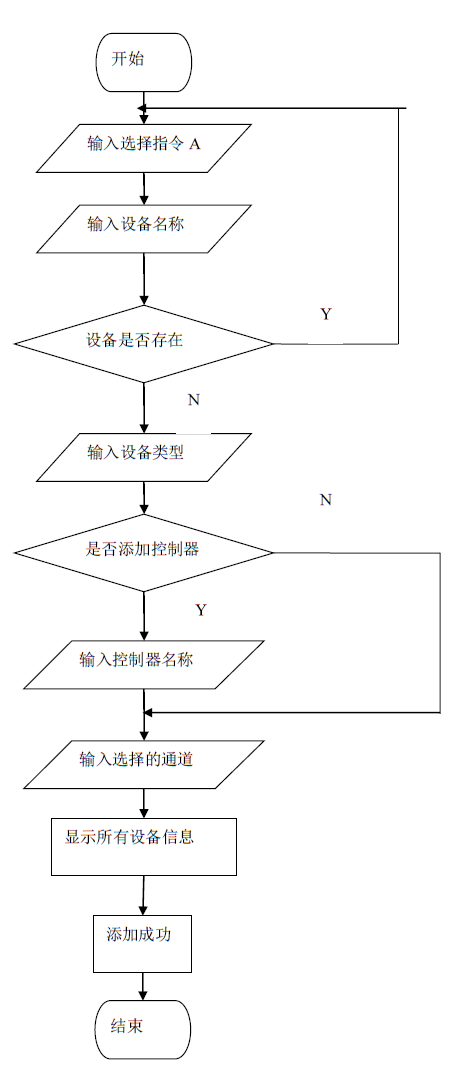 开始
输入选择指令 A
输入设备名称
Y
设备是否存在
N
输入设备类型
N
是否添加控制器
Y
输入控制器名称
输入选择的通道
显示所有设备信息
添加成功
结束